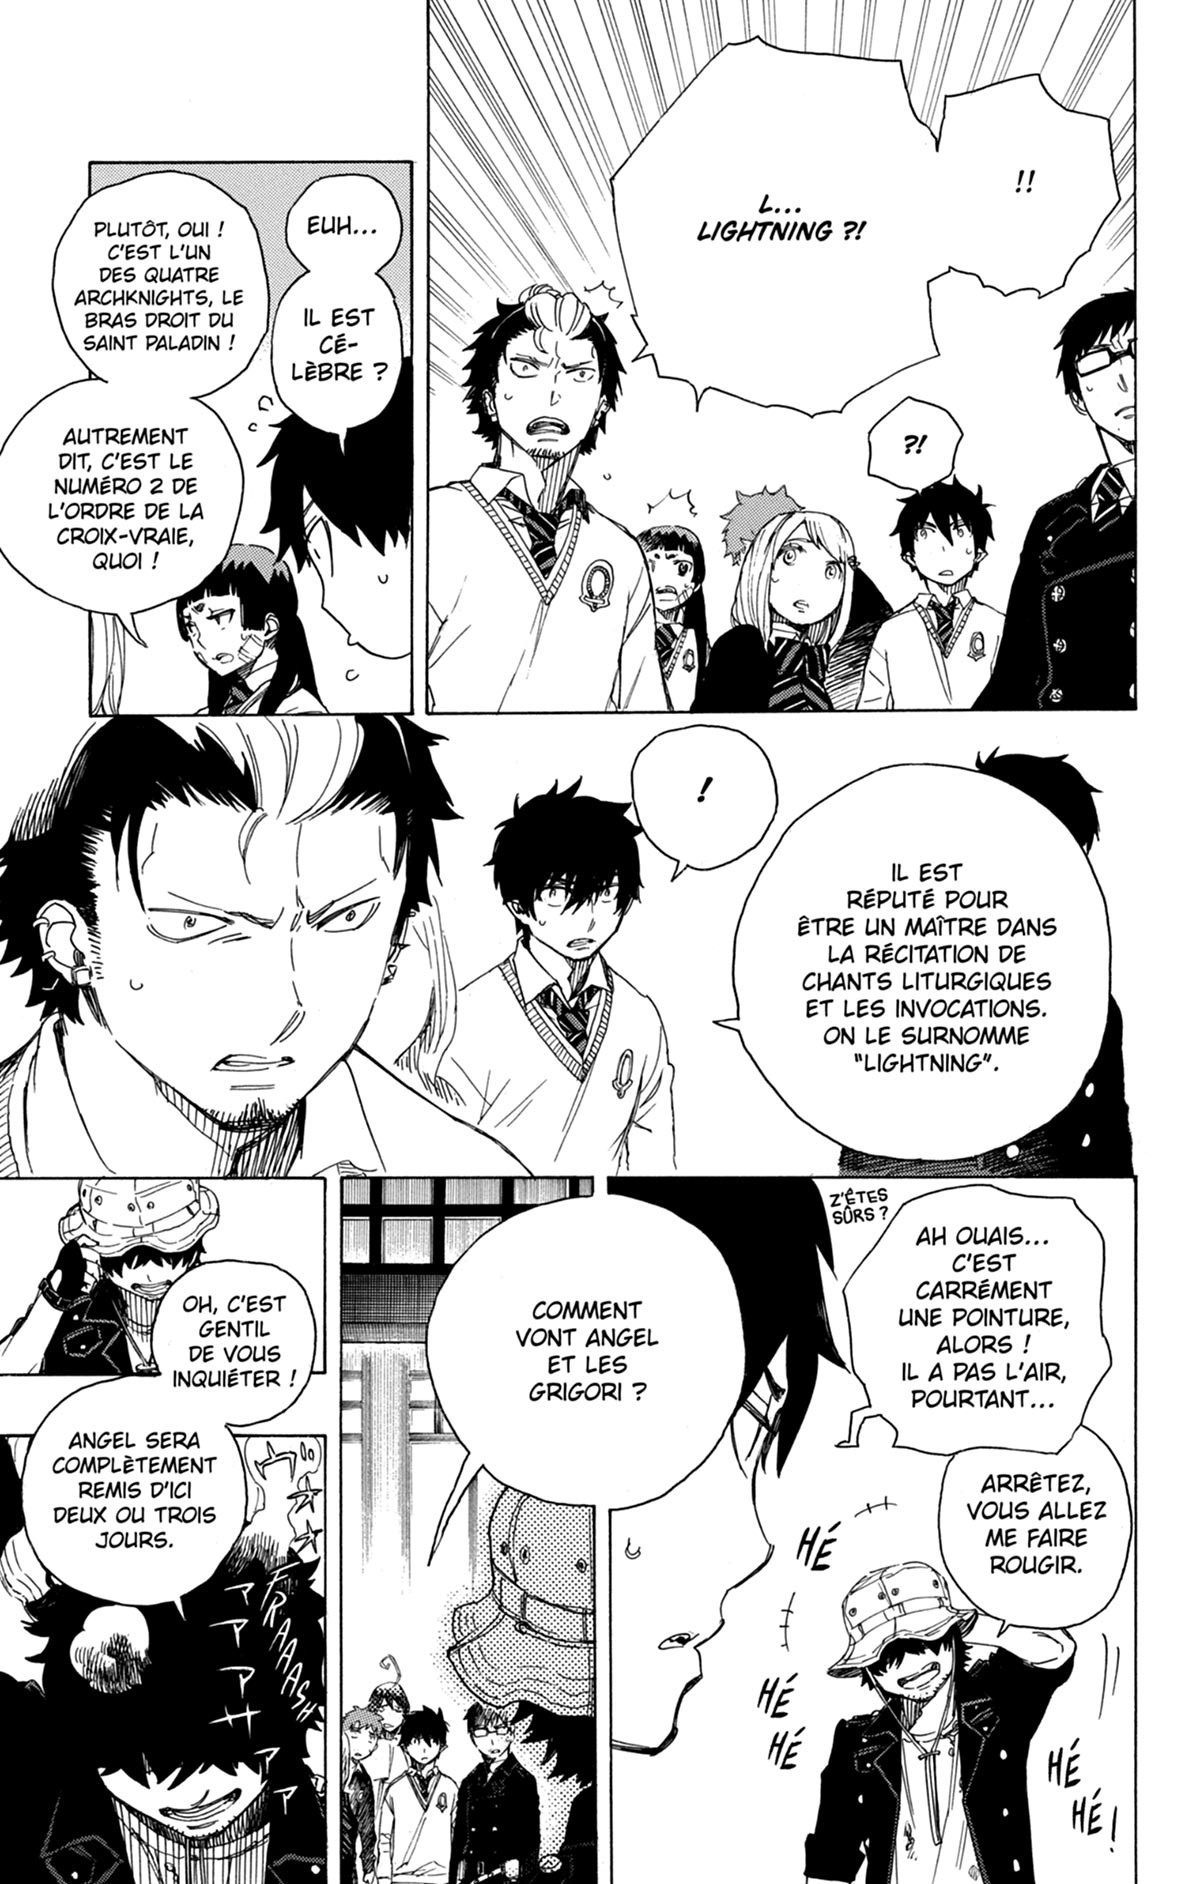 !!
L...
LIGHTNING ?!
?!
EUH...
IL EST
CÉ-
LÈBRE ?
PLUTÔT, OUI !
C'EST L'UN
DES QUATRE
ARCHKNIGHTS, LE
BRAS DROIT DU
SAINT PALADIN !
AUTREMENT
DIT, C'EST LE
NUMÉRO 2 DE
L'ORDRE DE LA
CROIX-VRAIE,
QUOI !
IL EST
RÉPUTÉ POUR
ÊTRE UN MAÎTRE DANS
LA RÉCITATION DE
CHANTS LITURGIQUES
ET LES INVOCATIONS.
ON LE SURNOMME
"LIGHTNING".
!
Z'ÊTES
SÛRS ?
AH OUAIS...
C'EST
CARRÉMENT
UNE POINTURE,
ALORS !
IL A PAS L'AIR,
POURTANT...
ARRÊTEZ,
VOUS ALLEZ
ME FAIRE
ROUGIR.
HÉ
HÉ
HÉ
HÉ
HÉ !
COMMENT
VONT ANGEL
ET LES
GRIGORI ?
OH, C'EST
GENTIL
DE VOUS
INQUIÉTER !
ANGEL SERA
COMPLÈTEMENT
REMIS D'ICI
DEUX OU TROIS
JOURS.
FRAAASH